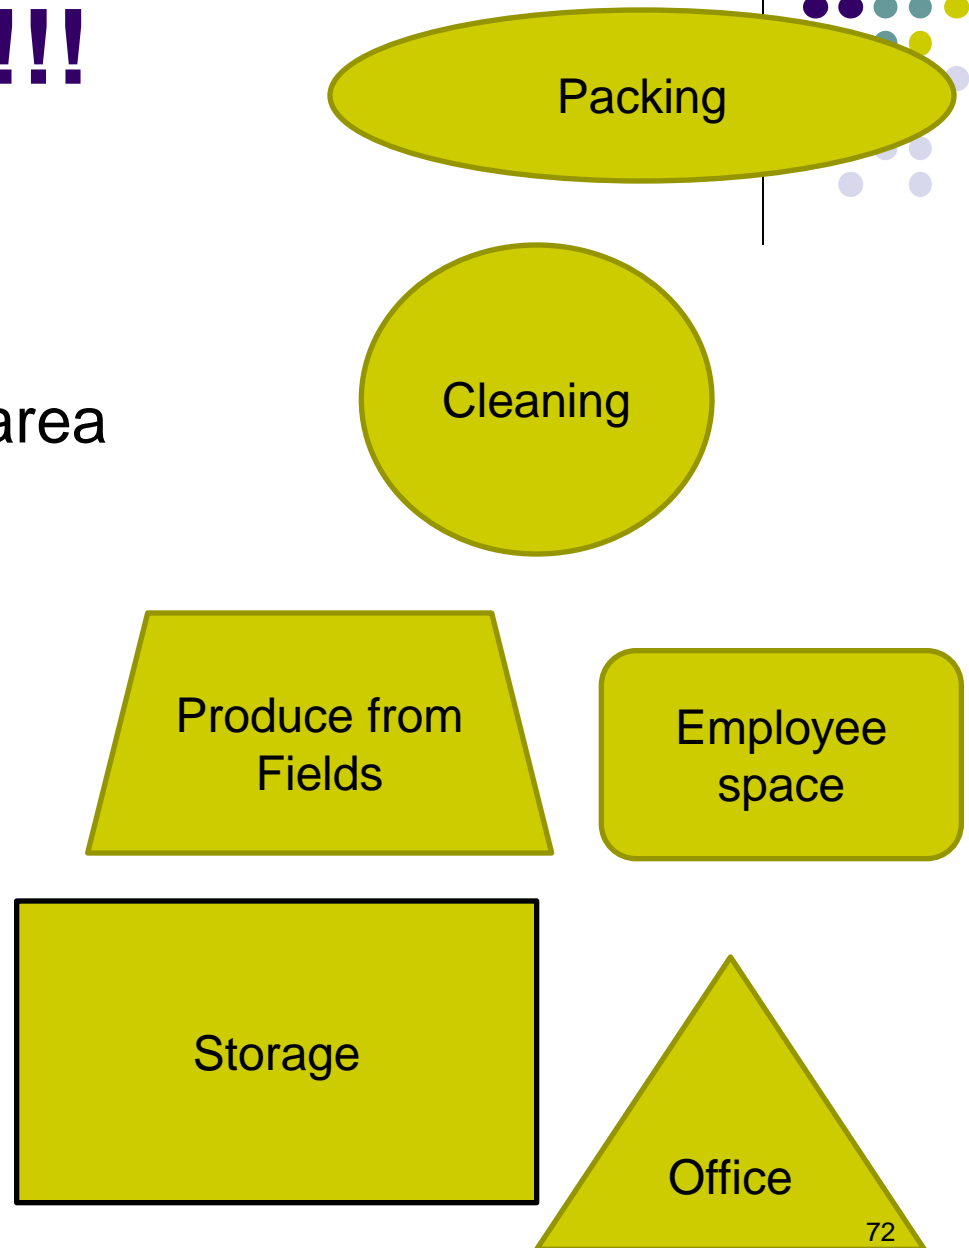 !!!
Packing
Cleaning
area
Produce from
Fields
Employee
space
Storage
Office
72